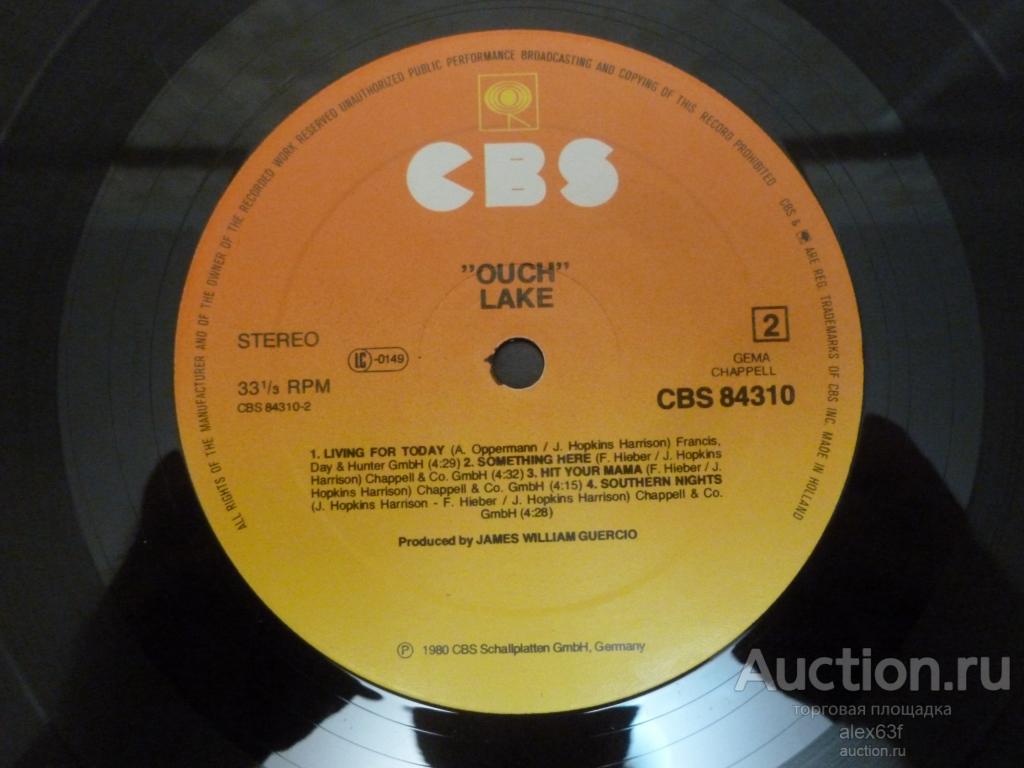 ALL RIGHTS OF THE MANUFACTURER AND OF THE OWNER OF THE RECORDED WORK RESERVED UNAUTHORIZED PUBLIC PERFORMANCE BROADCASTING AND COPYING OF THIS RECORD PROHIBITED
CBS & ARE REG. TRADEMARKS OF CBS INC. MADE IN HOLLAND
CBS
"OUCH"
LAKE
STEREO
LC-0149
33 1/3 RPM
CBS 84310-2
2
GEMA
CHAPPELL
CBS 84310
1. LIVING FOR TODAY (A. Oppermann / J. Hopkins Harrison) Francis,
Day & Hunter GmbH (4:29) 2. SOMETHING HERE (F. Hieber / J. Hopkins
Harrison) Chappell & Co. GmbH (4:32) 3. HIT YOUR MAMA (F. Hieber / J.
Hopkins Harrison) Chappell & Co. GmbH (4:15) 4. SOUTHERN NIGHTS
(J. Hopkins Harrison - F. Hieber / J. Hopkins Harrison) Chappell & Co.
GmbH (4:28)
Produced by JAMES WILLIAM GUERCIO
℗ 1980 CBS Schallplatten GmbH, Germany
Auction.ru
торговая площадка
alex63f
auction.ru